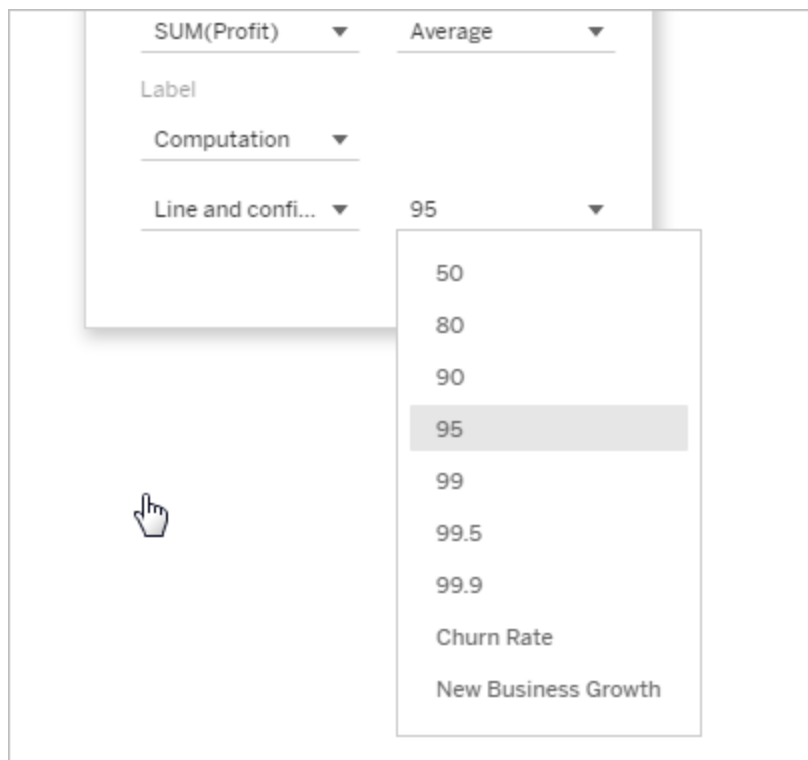 SUM(Profit) Average
Label
Computation
Line and confi... 95
50
80
90
95
99
99.5
99.9
Churn Rate
New Business Growth